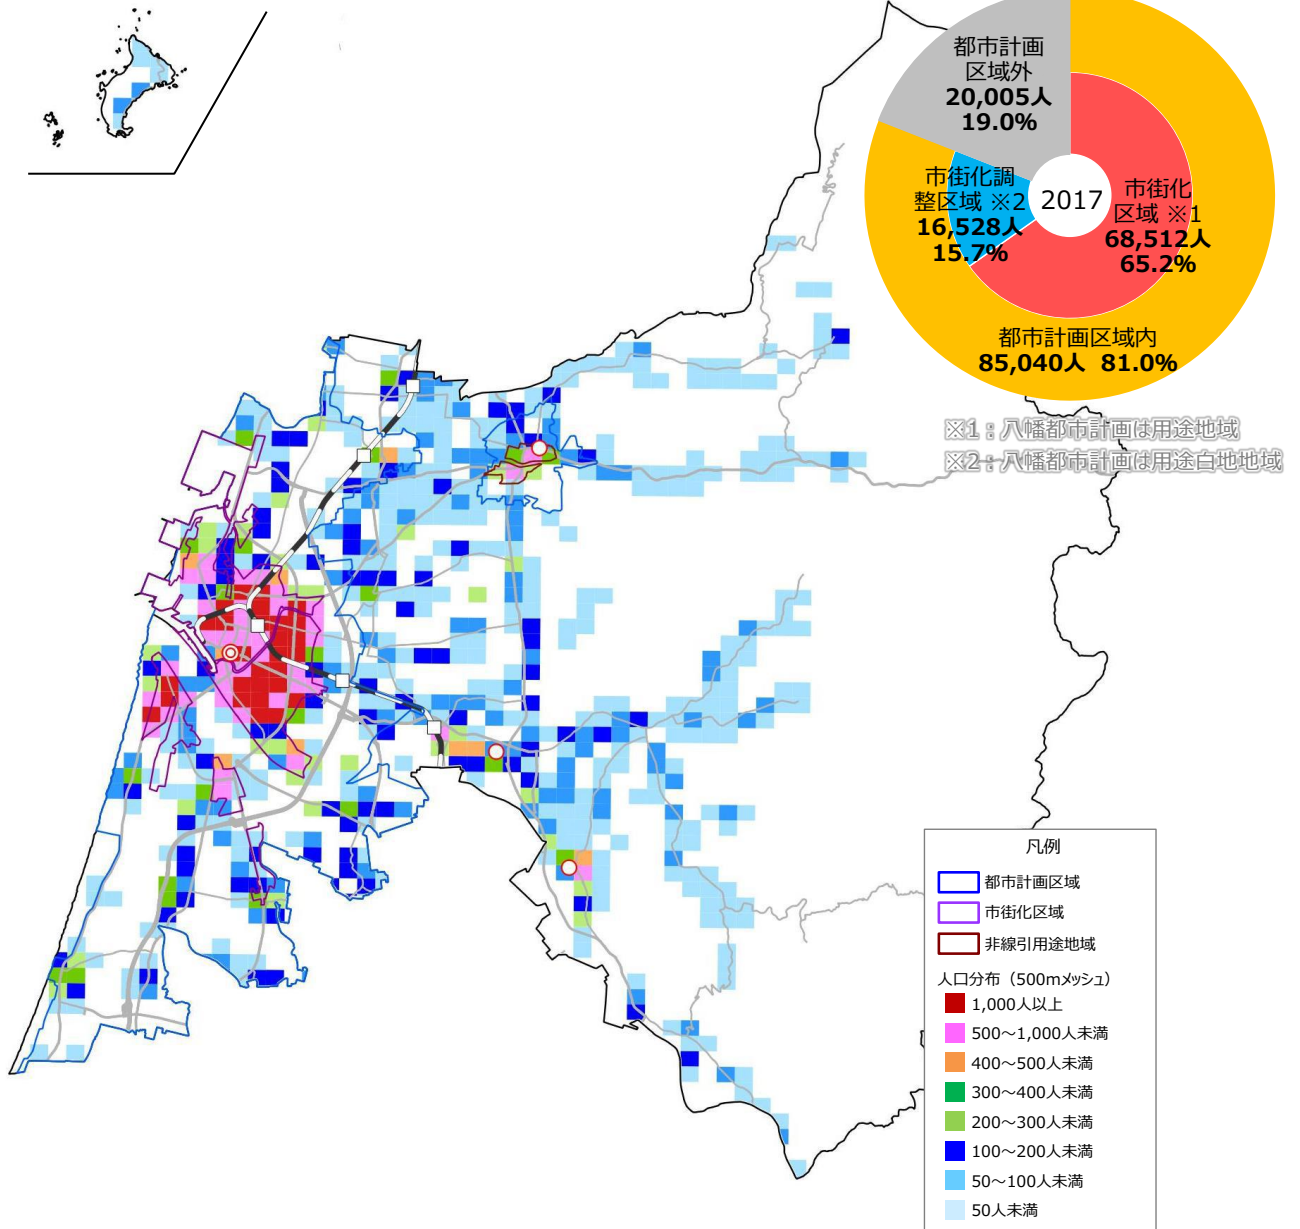 都市計画
区域外
20,005人
19.0%
市街化調
整区域 ※2
16,528人
15.7%
2017
市街化
区域 ※1
68,512人
65.2%
都市計画区域内
85,040人 81.0%
※1:八幡都市計画は用途地域
※2:八幡都市計画は用途白地地域
凡例
都市計画区域
市街化区域
非線引用途地域
人口分布(500mメッシュ)
1,000人以上
500~1,000人未満
400~500人未満
300~400人未満
200~300人未満
100~200人未満
50~100人未満
50人未満